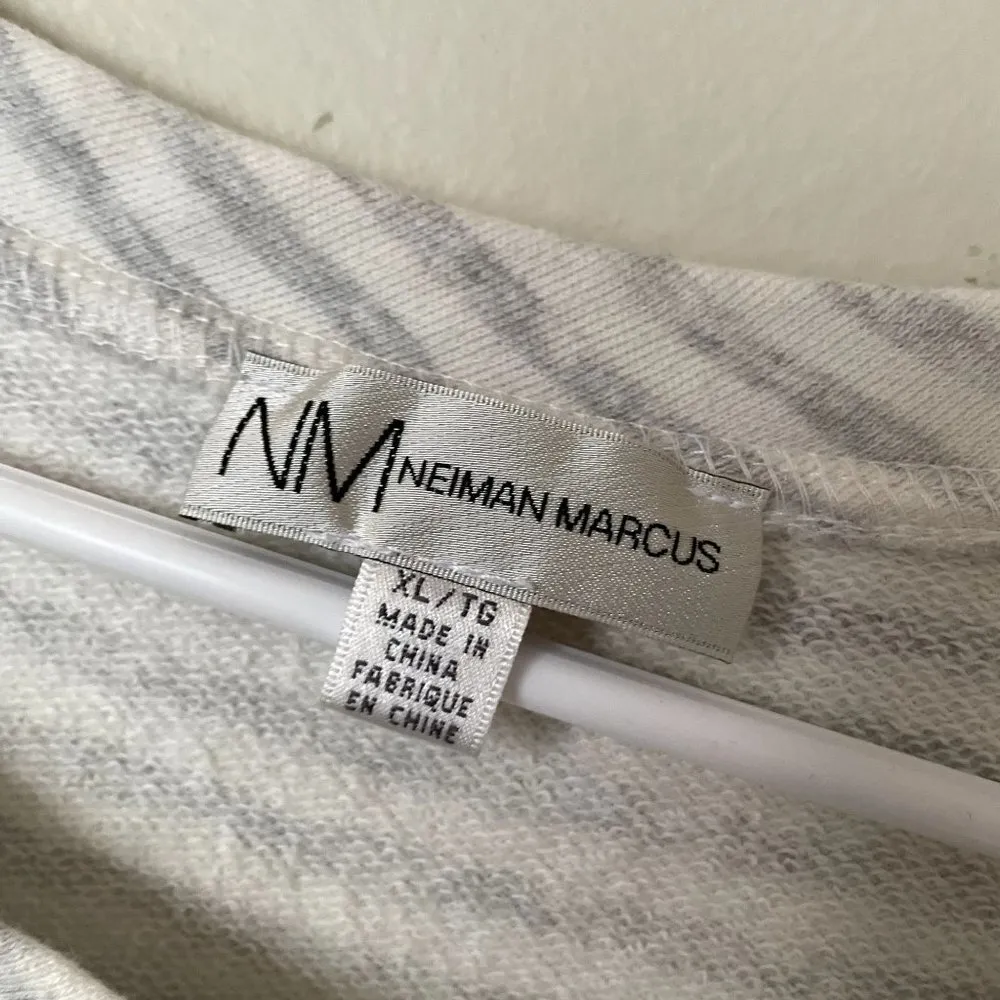 NM NEIMAN MARCUS
XL/TG
MADE IN
CHINA
FABRIQUE
EN CHINE